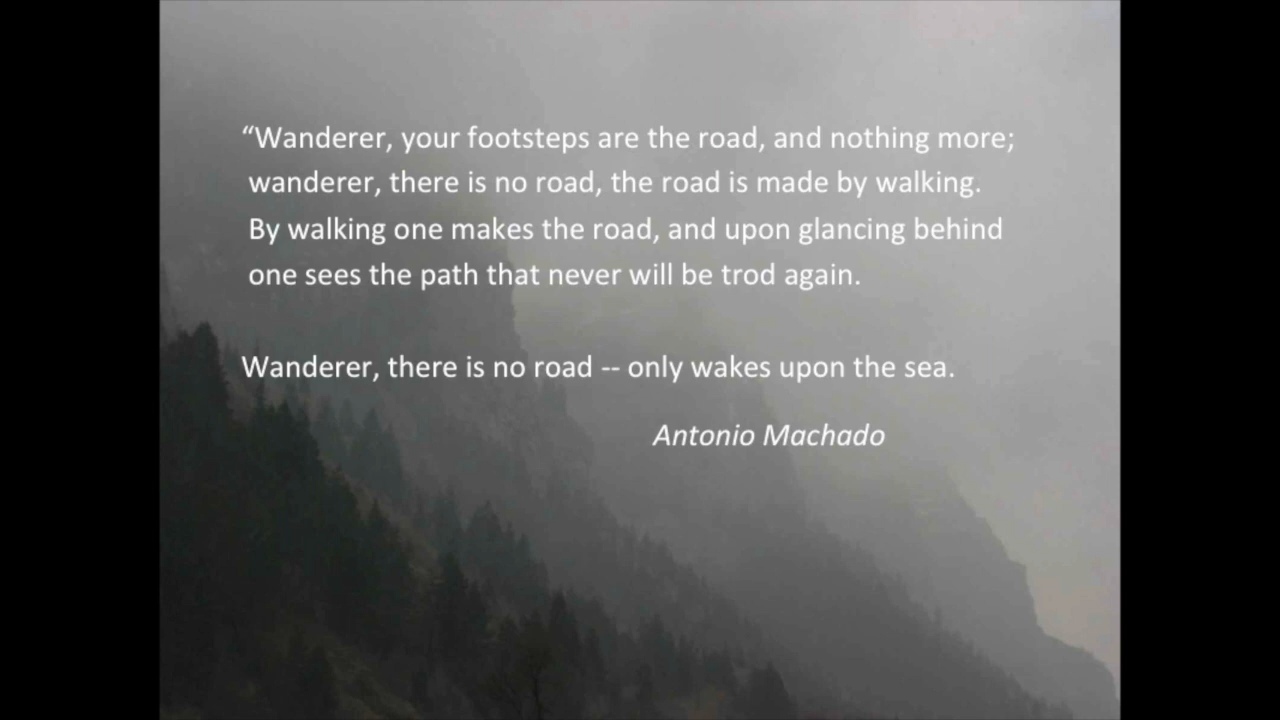 “Wanderer, your footsteps are the road, and nothing more;
wanderer, there is no road, the road is made by walking.
By walking one makes the road, and upon glancing behind
one sees the path that never will be trod again.
Wanderer, there is no road -- only wakes upon the sea.
Antonio Machado